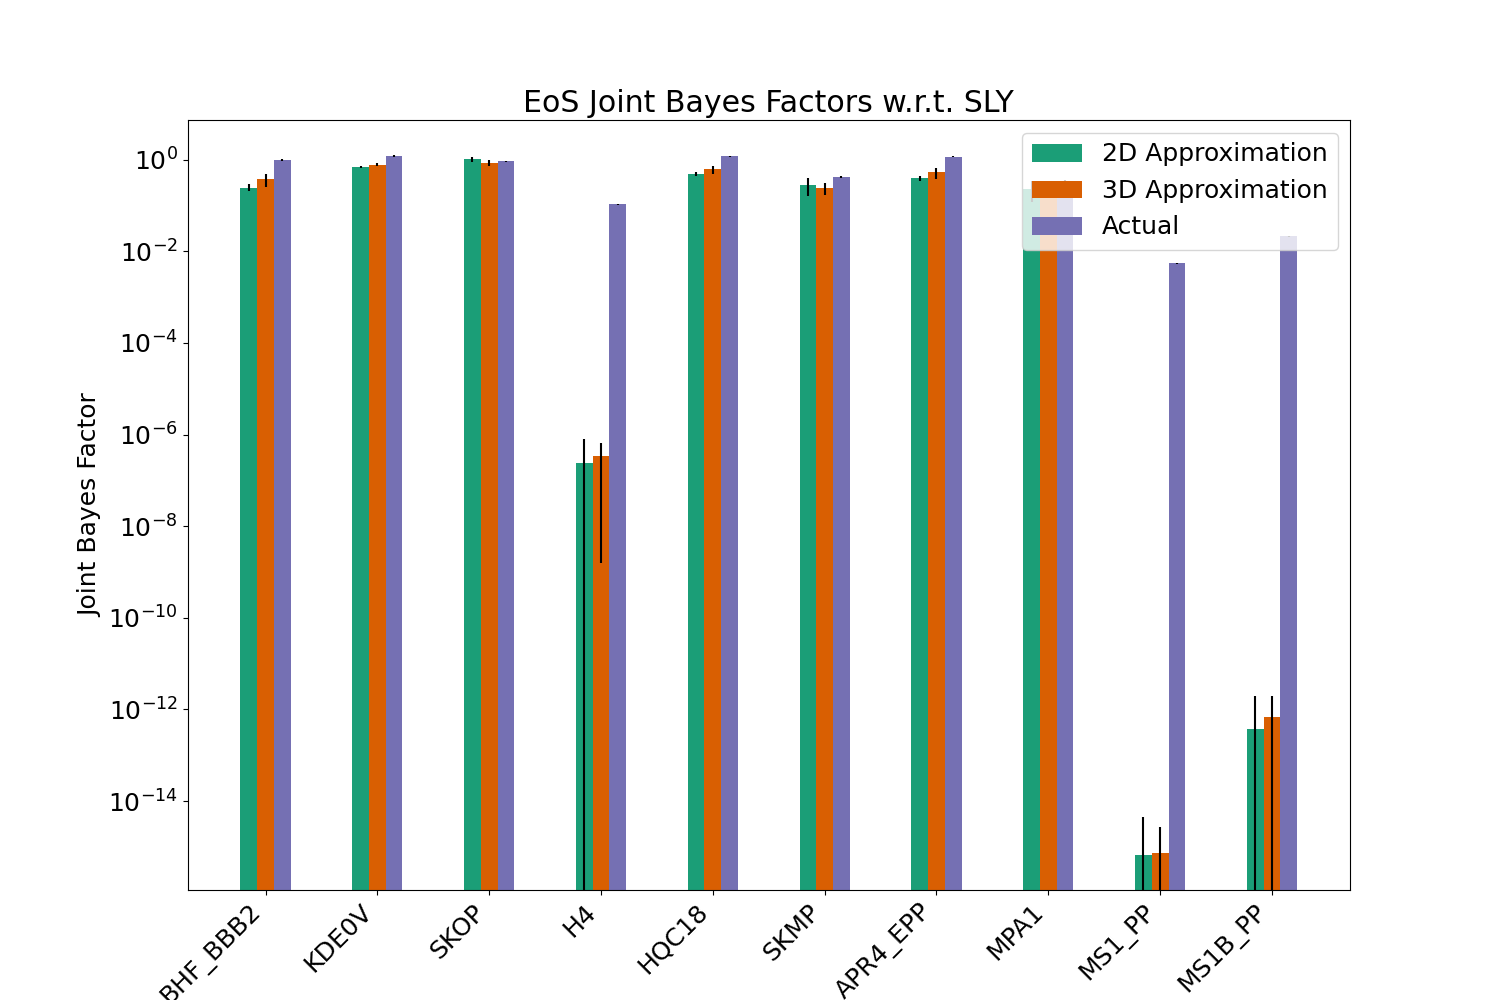 EoS Joint Bayes Factors w.r.t. SLY
2D Approximation
3D Approximation
Actual
Joint Bayes Factor
10^0
10^−2
10^−4
10^−6
10^−8
10^−10
10^−12
10^−14
BHF_BBB2
KDE0V
SKOP
H4
HQC18
SKMP
APR4_EPP
MPA1
MS1_PP
MS1B_PP